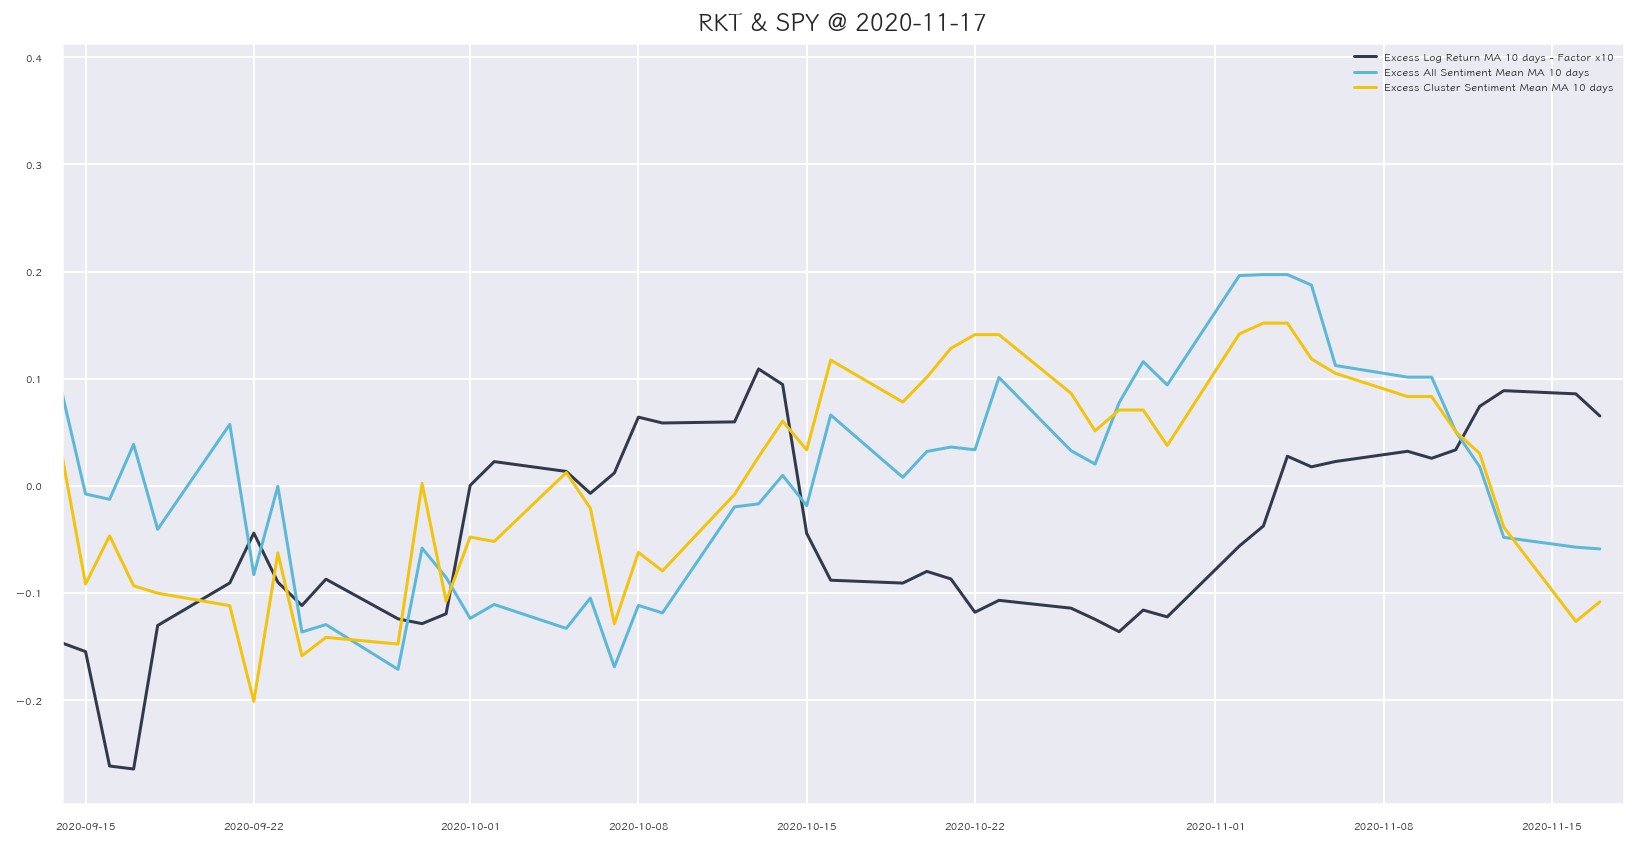 RKT & SPY @ 2020-11-17
Excess Log Return MA 10 days - Factor x10
Excess All Sentiment Mean MA 10 days
Excess Cluster Sentiment Mean MA 10 days
0.4
0.3
0.2
0.1
0.0
−0.1
−0.2
2020-09-15 2020-09-22 2020-10-01 2020-10-08 2020-10-15 2020-10-22 2020-11-01 2020-11-08 2020-11-15